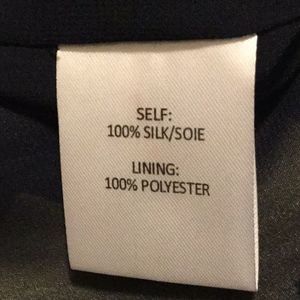 SELF:
100% SILK/SOIE
LINING:
100% POLYESTER